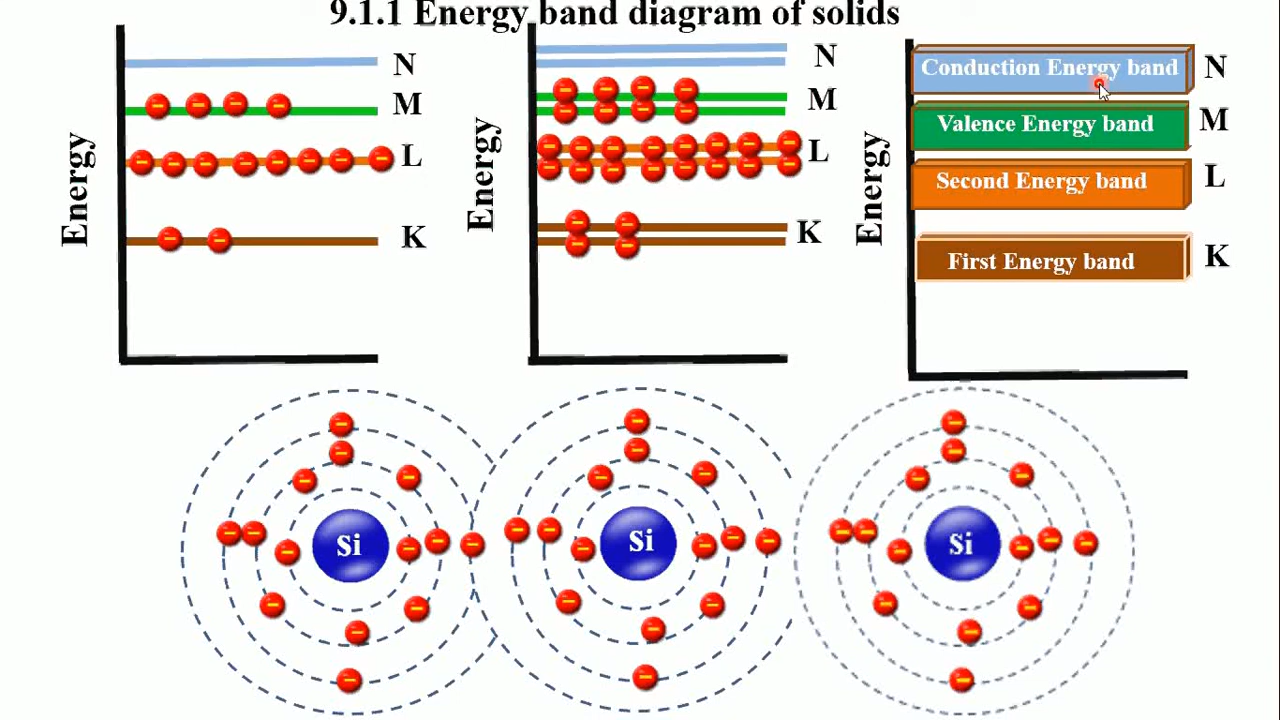 9.1.1 Energy band diagram of solids
Energy
N
M
L
K
Energy
N
M
L
K
Energy
Conduction Energy band
N
Valence Energy band
M
Second Energy band
L
First Energy band
K
Si
Si
Si